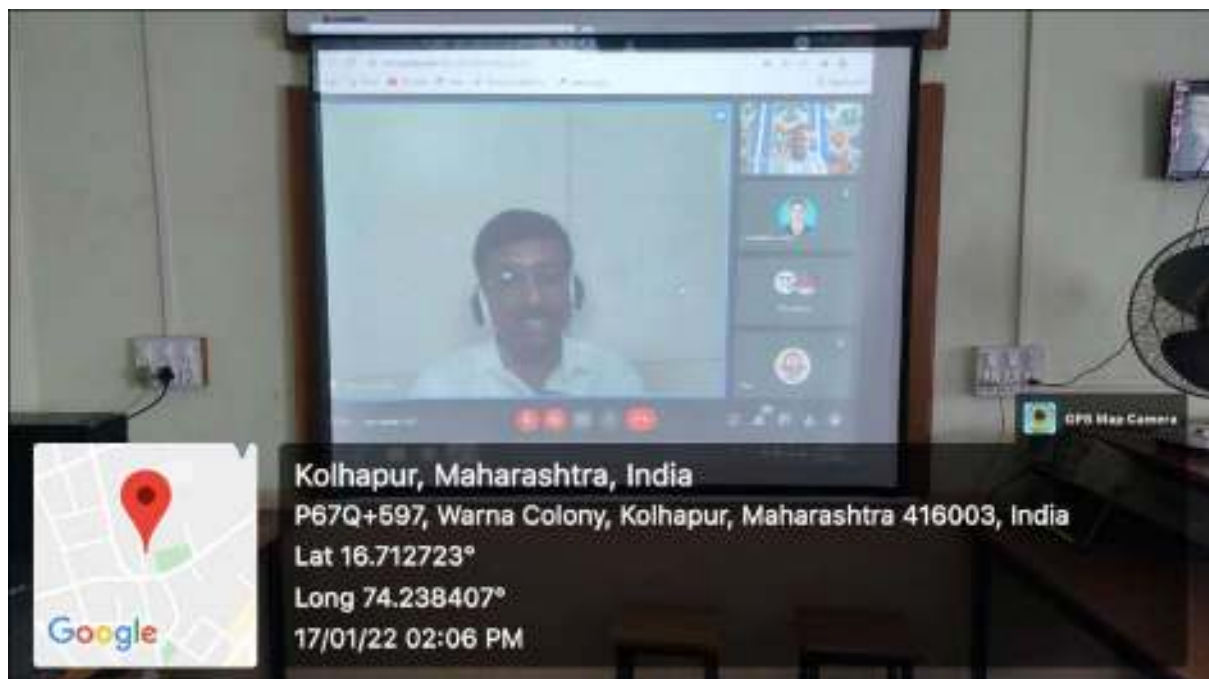 GPS Map Camera
Kolhapur, Maharashtra, India
P67Q+597, Warna Colony, Kolhapur, Maharashtra 416003, India
Lat 16.712723°
Long 74.238407°
17/01/22 02:06 PM
Google